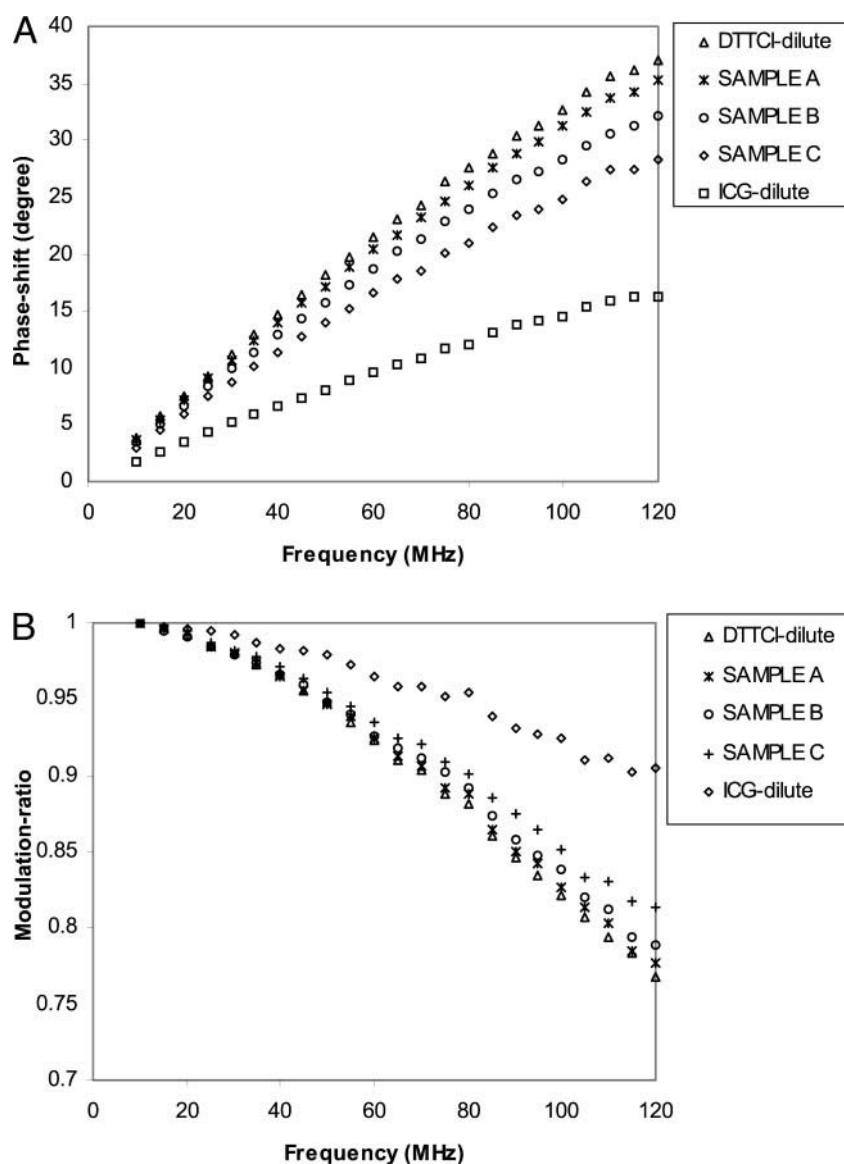 A
40
35
30
25
20
15
10
5
0
Phase-shift (degree)
0 20 40 60 80 100 120
Frequency (MHz)
DTTCI-dilute
SAMPLE A
SAMPLE B
SAMPLE C
ICG-dilute
B
1
0.95
0.9
0.85
0.8
0.75
0.7
Modulation-ratio
0 20 40 60 80 100 120
Frequency (MHz)
DTTCI-dilute
SAMPLE A
SAMPLE B
SAMPLE C
ICG-dilute